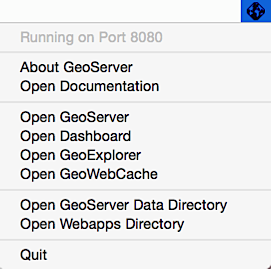 Running on Port 8080
About GeoServer
Open Documentation
Open GeoServer
Open Dashboard
Open GeoExplorer
Open GeoWebCache
Open GeoServer Data Directory
Open Webapps Directory
Quit